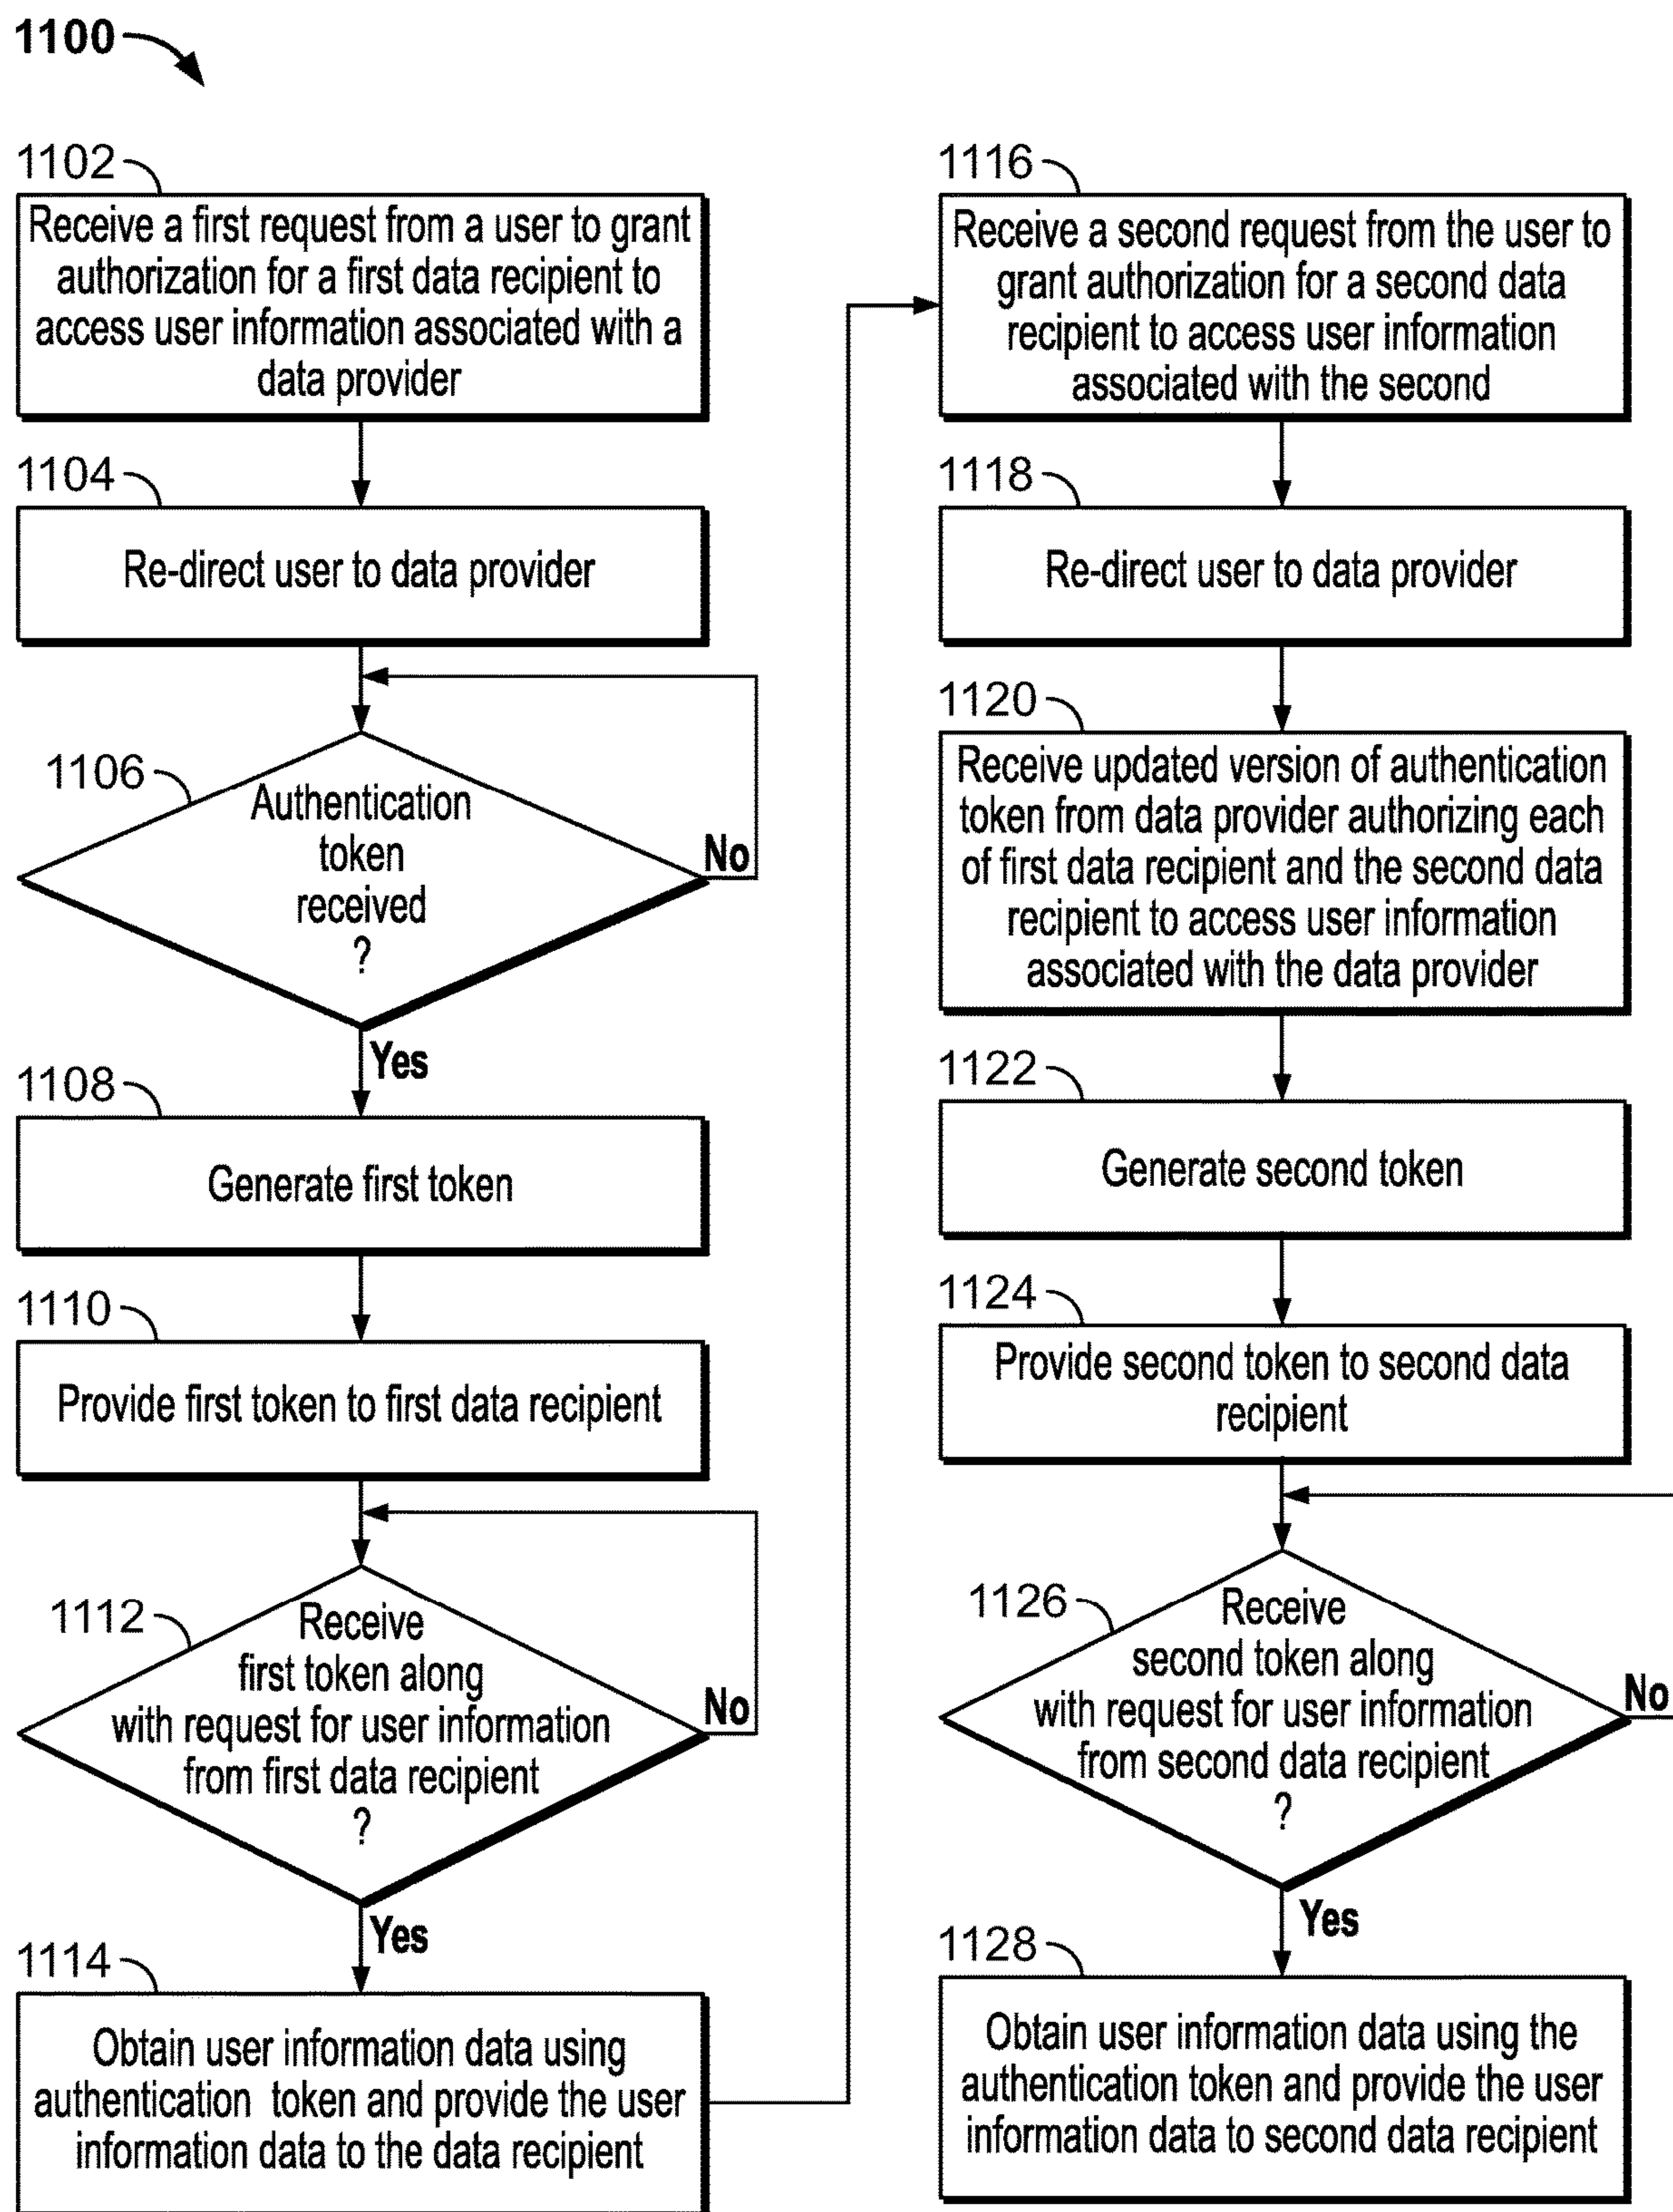 1100
1102
Receive a first request from a user to grant
authorization for a first data recipient to
access user information associated with a
data provider
1104
Re-direct user to data provider
1106
Authentication
token
received
?
No
Yes
1108
Generate first token
1110
Provide first token to first data recipient
1112
Receive
first token along
with request for user information
from first data recipient
?
No
Yes
1114
Obtain user information data using
authentication token and provide the user
information data to the data recipient
1116
Receive a second request from the user to
grant authorization for a second data
recipient to access user information
associated with the second
1118
Re-direct user to data provider
1120
Receive updated version of authentication
token from data provider authorizing each
of first data recipient and the second data
recipient to access user information
associated with the data provider
1122
Generate second token
1124
Provide second token to second data
recipient
1126
Receive
second token along
with request for user information
from second data recipient
?
No
Yes
1128
Obtain user information data using the
authentication token and provide the user
information data to second data recipient